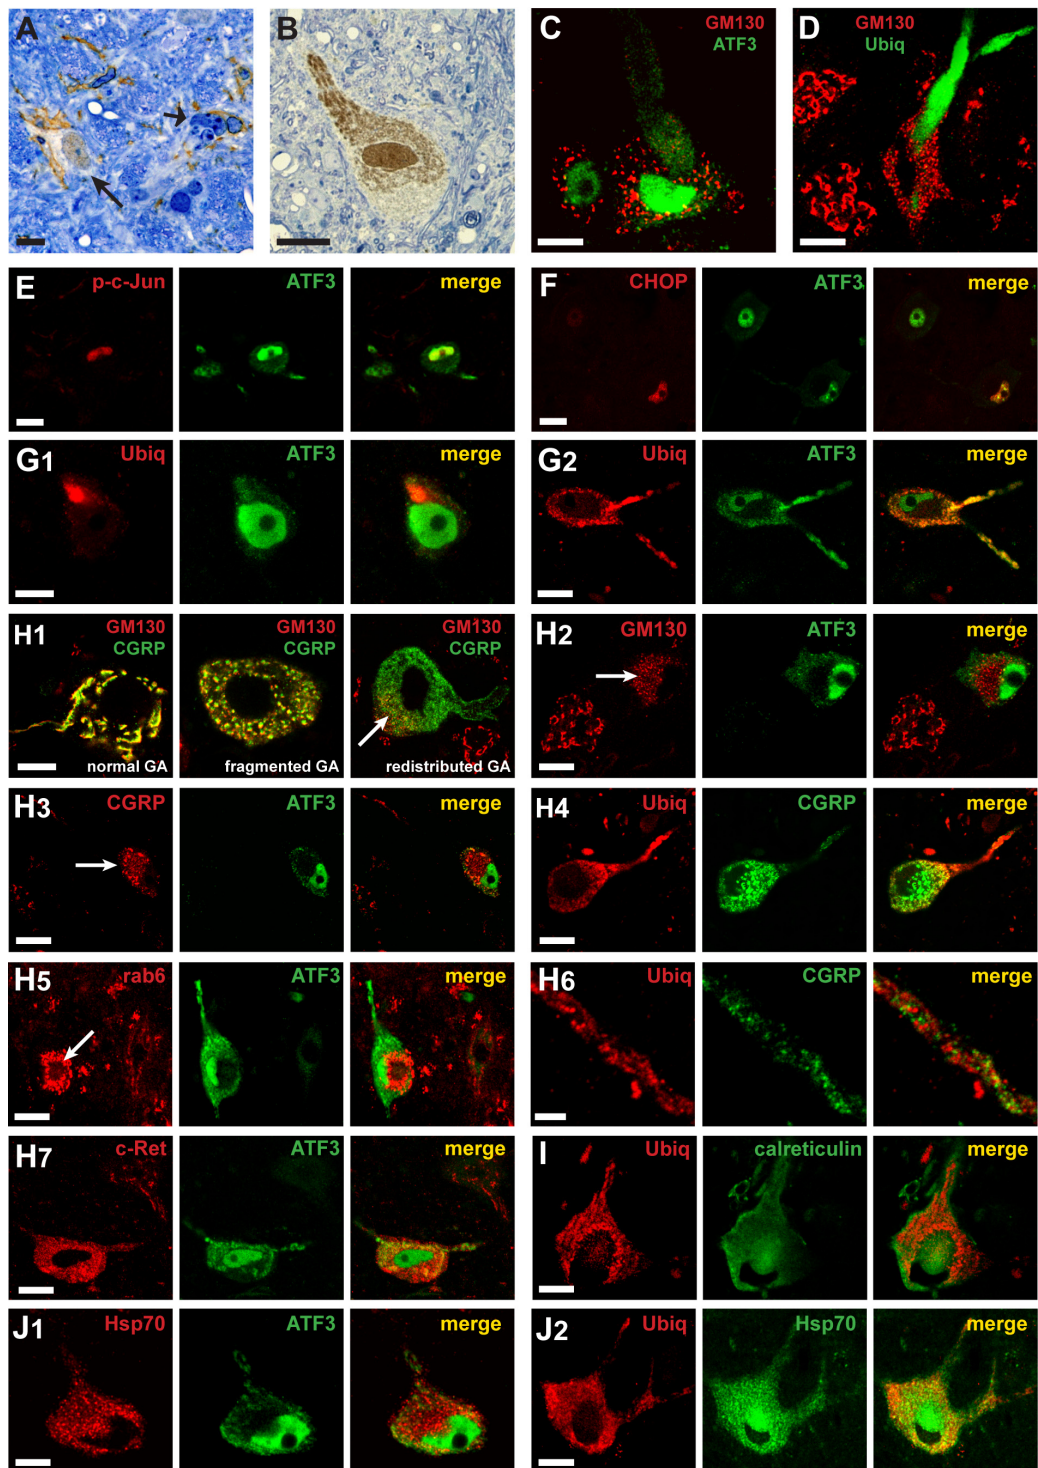 A
B
C GM130
ATF3
D GM130
Ubiq
E p-c-Jun ATF3 merge
F CHOP ATF3 merge
G1 Ubiq ATF3 merge
G2 Ubiq ATF3 merge
H1 GM130 GM130 GM130
CGRP CGRP CGRP
normal GA fragmented GA redistributed GA
H2 GM130 ATF3 merge
H3 CGRP ATF3 merge
H4 Ubiq CGRP merge
H5 rab6 ATF3 merge
H6 Ubiq CGRP merge
H7 c-Ret ATF3 merge
I Ubiq calreticulin merge
J1 Hsp70 ATF3 merge
J2 Ubiq Hsp70 merge